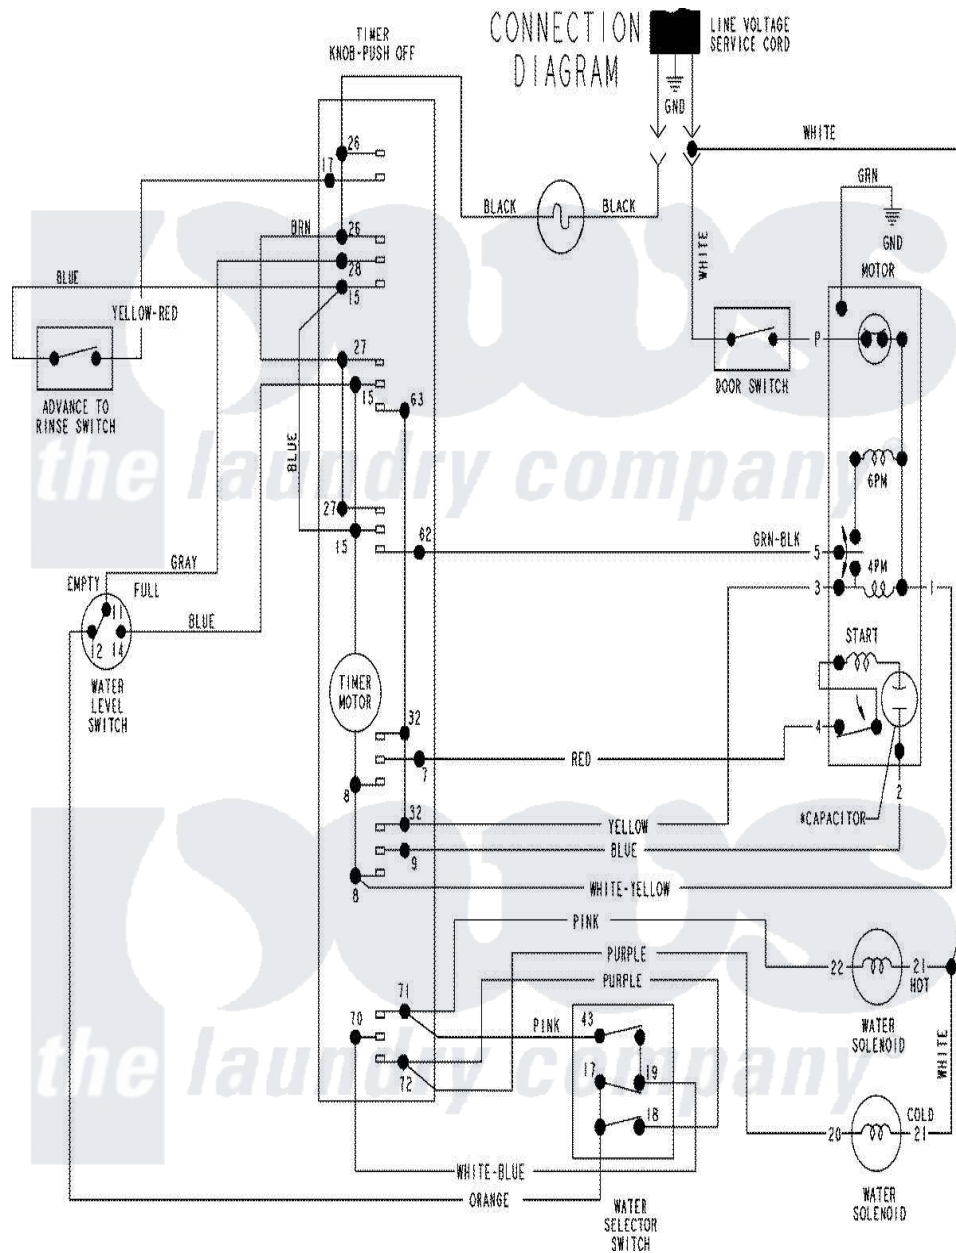 CONNECTION
DIAGRAM
LINE VOLTAGE
SERVICE CORD
TIMER
KNOB-PUSH OFF
GND
WHITE
26
17
GRN
BLACK
BLACK
GND
BRN
26
WHITE
28
MOTOR
BLUE
15
YELLOW-RED
27
P
DOOR SWITCH
15
63
ADVANCE TO
RINSE SWITCH
BLUE
the laundry company®
6PM
27
15
62
GRN-BLK
5
GRAY
4PM
EMPTY
FULL
3
1
11
BLUE
12
14
START
WATER
LEVEL
SWITCH
TIMER
MOTOR
32
4
RED
7
8
2
32
*CAPACITOR
YELLOW
BLUE
9
WHITE-YELLOW
8
PINK
PURPLE
22
21
HOT
PURPLE
71
70
PINK
43
WATER
SOLENOID
WHITE
the laundry company
72
17
19
18
COLD
20
21
WHITE-BLUE
ORANGE
WATER
SELECTOR
SWITCH
WATER
SOLENOID